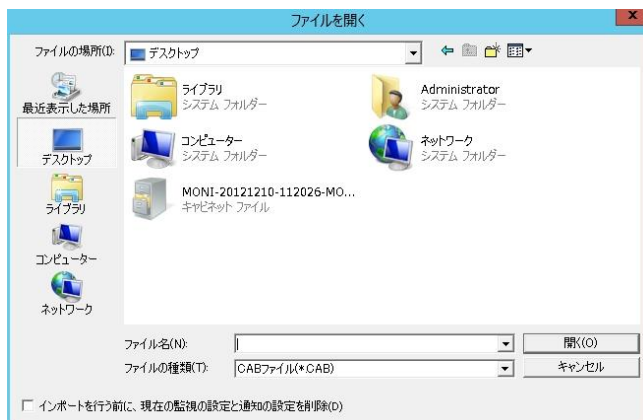 ファイルを開く
x
ファイルの場所(I):
デスクトップ
最近表示した場所
デスクトップ
ライブラリ
コンピューター
ネットワーク
ライブラリ
システム フォルダー
Administrator
システム フォルダー
コンピューター
システム フォルダー
ネットワーク
システム フォルダー
MONI-20121210-112026-MO...
キャビネット ファイル
ファイル名(N):
開く(O)
ファイルの種類(T):
CABファイル(*.CAB)
キャンセル
インポートを行う前に、現在の監視の設定と通知の設定を削除(D)